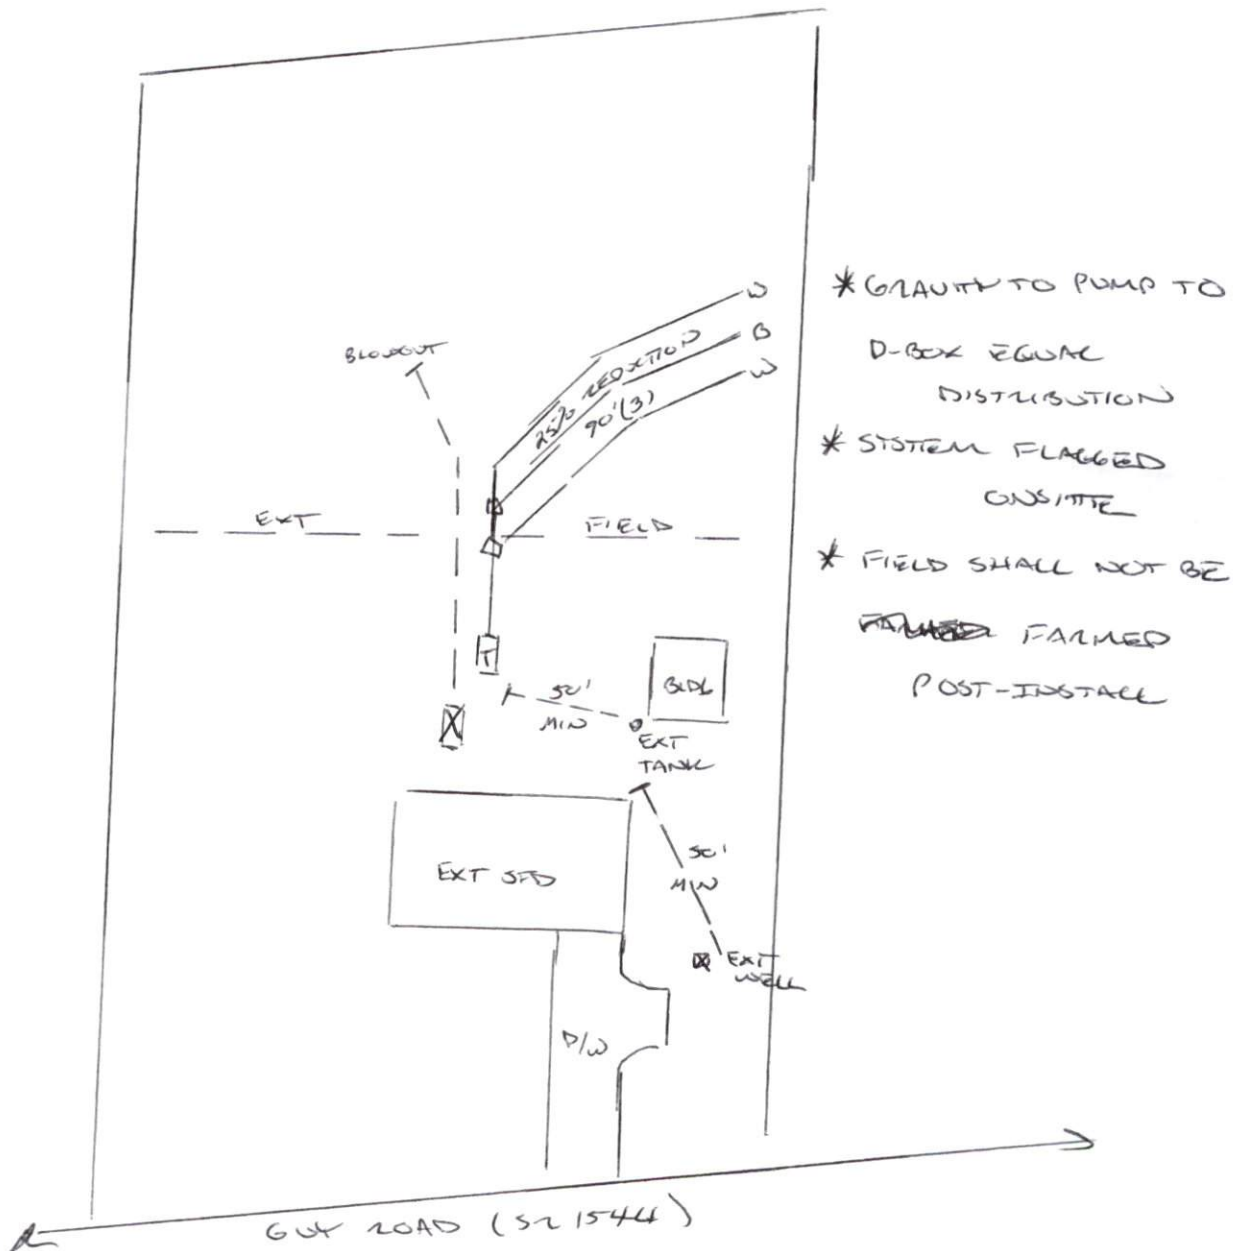 W
B
W
BLOWOUT
25% REDUCTION
90'(3)
EXT
FIELD
T
X
50'
MIN
BLDG
EXT
TANK
EXT SFD
50'
MIN
EXT
WELL
D/W
GUY ROAD (SR 1544)
* GRAVITY TO PUMP TO
D-BOX EQUAL
DISTRIBUTION
* SYSTEM FLAGGED
ONSITE
* FIELD SHALL NOT BE
FARMED
POST-INSTALL